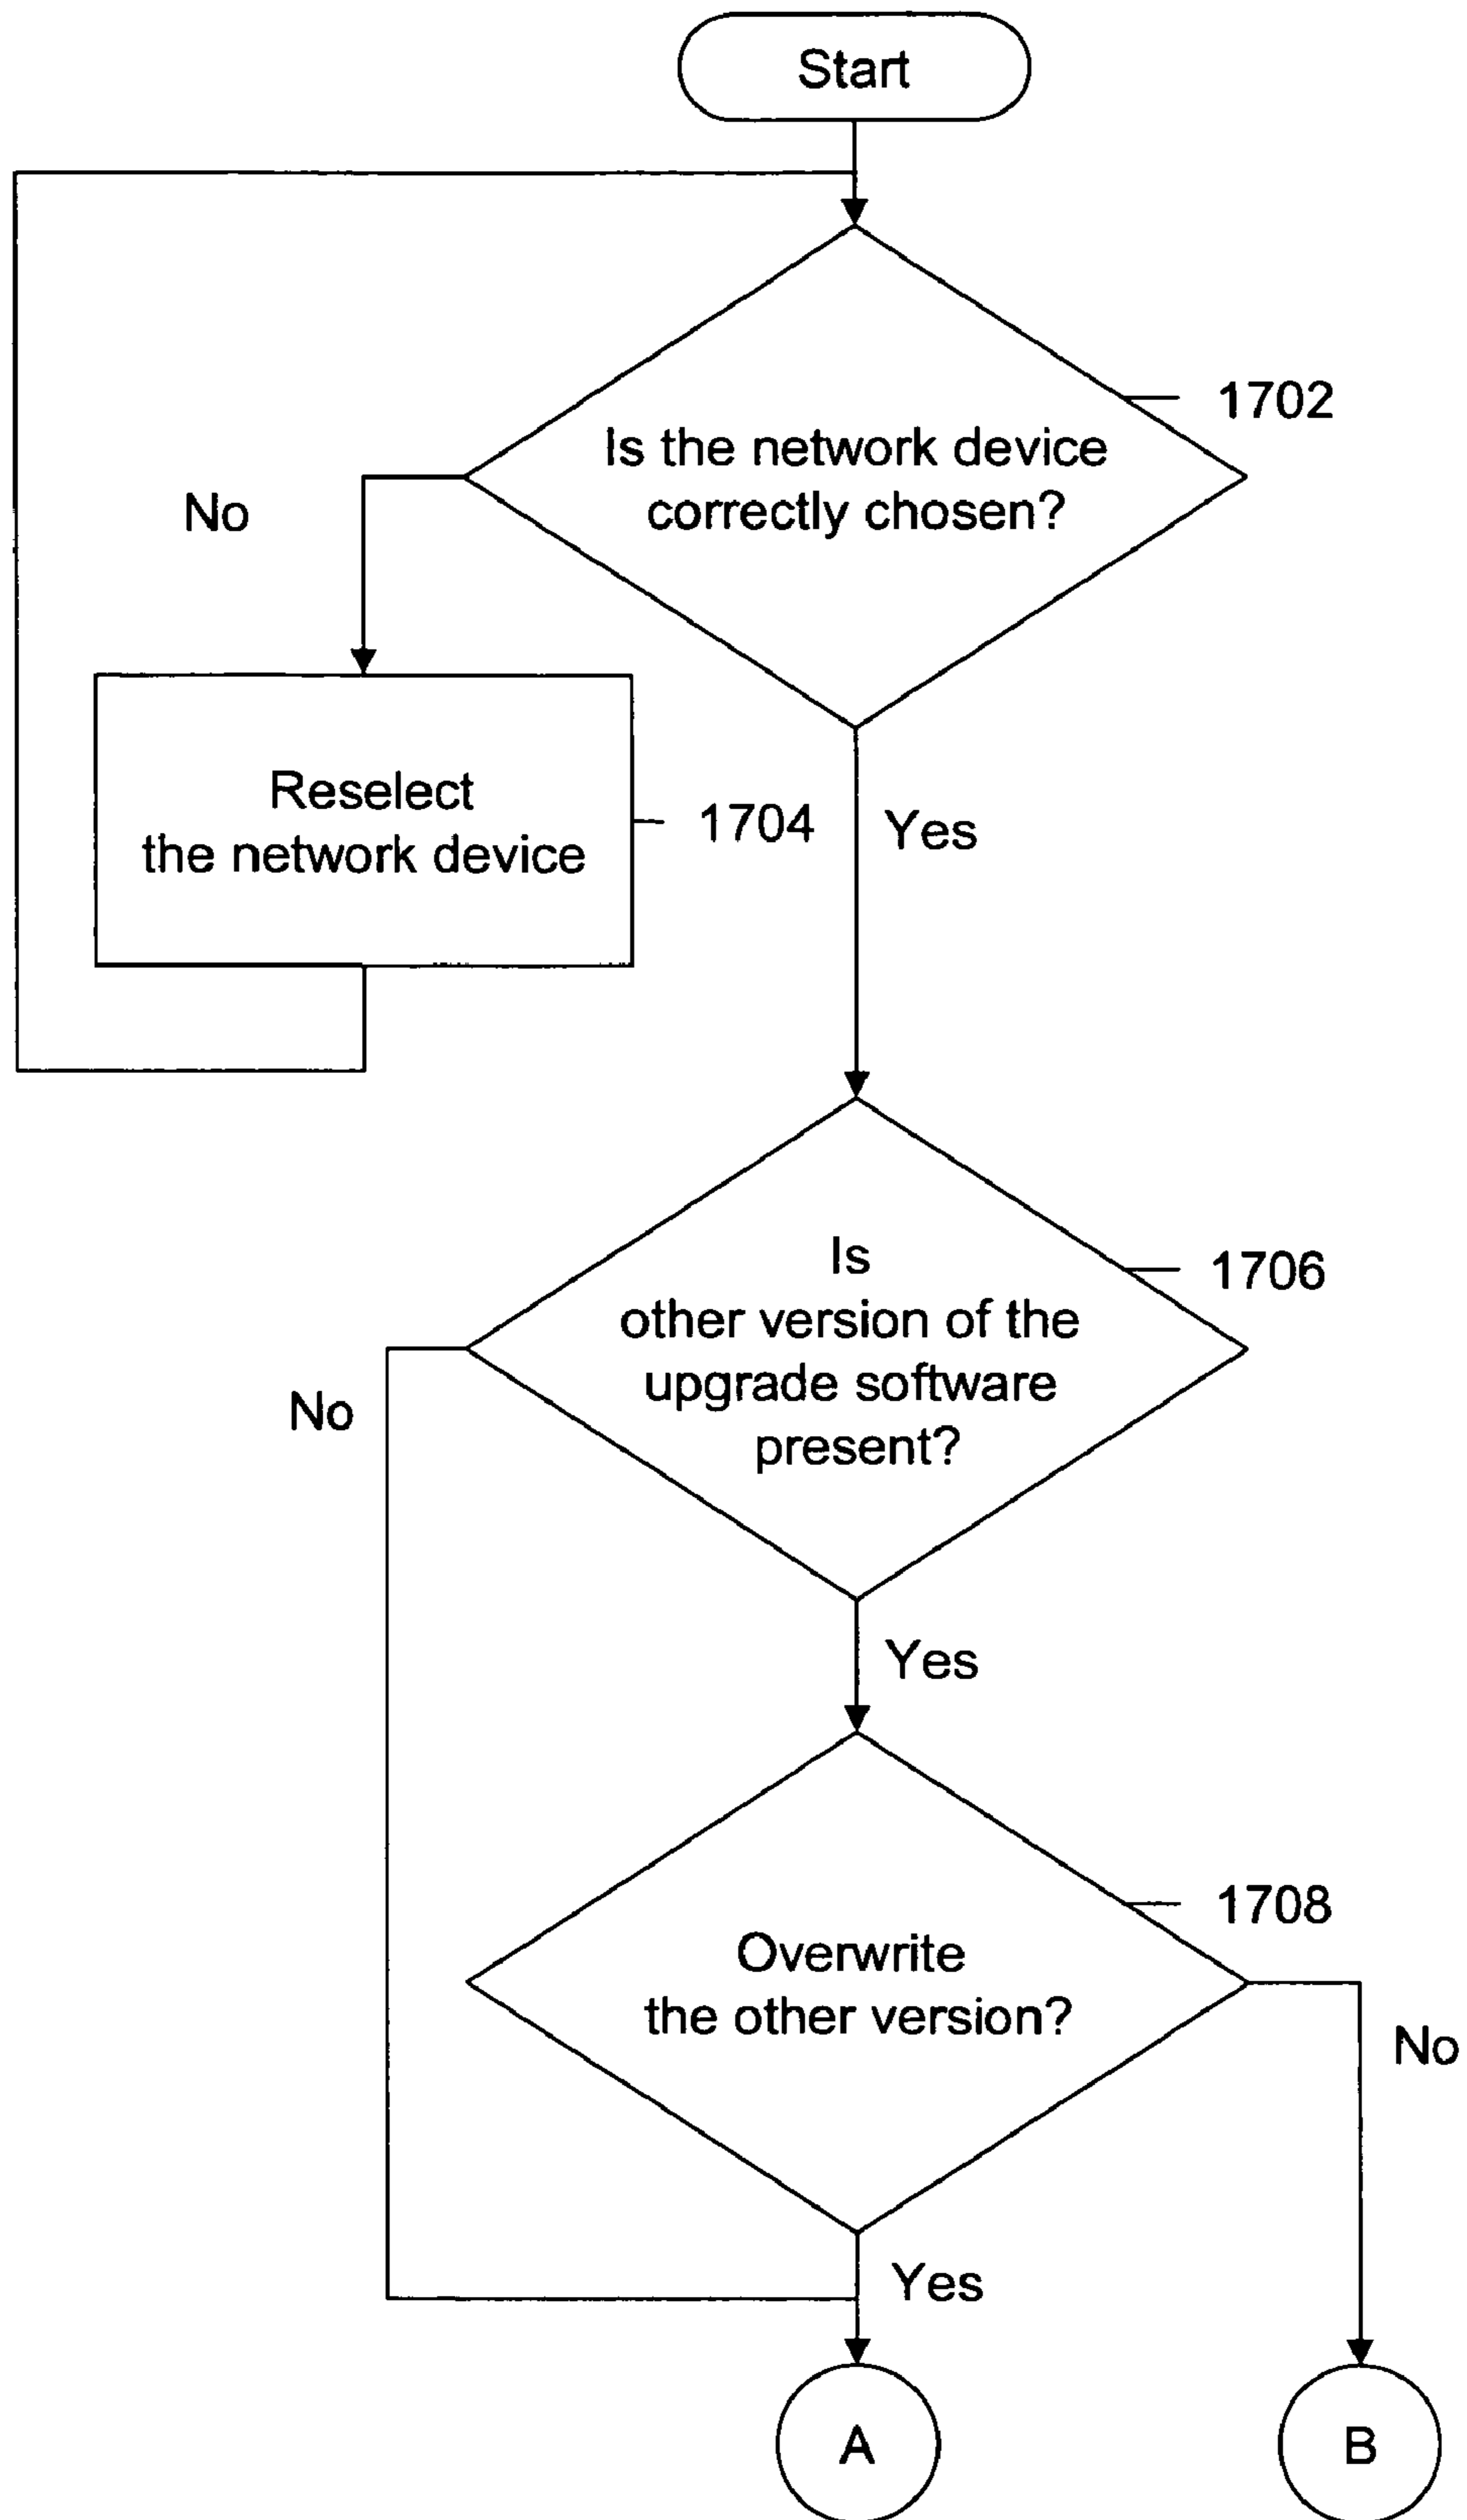 Start
1702
Is the network device
correctly chosen?
No
Reselect
the network device
1704
Yes
Is
other version of the
upgrade software
present?
1706
No
Yes
1708
Overwrite
the other version?
No
Yes
A
B